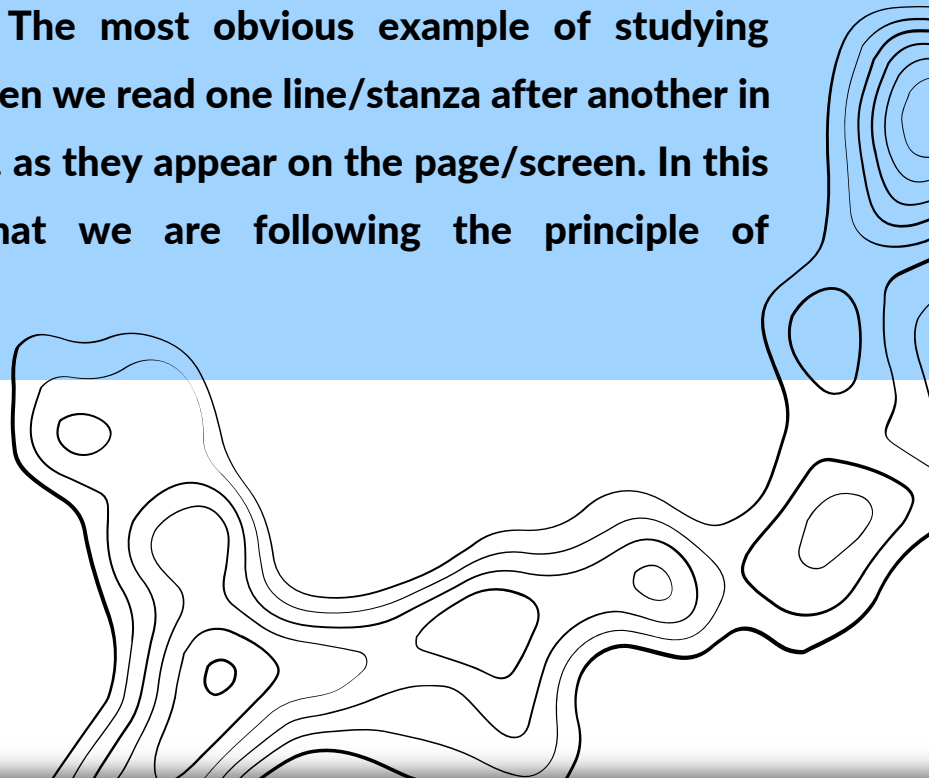 The most obvious example of studying
en we read one line/stanza after another in
. as they appear on the page/screen. In this
hat we are following the principle of